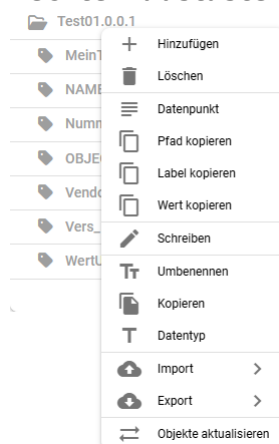 Test01.0.0.1
Hinzufügen
Löschen
Datenpunkt
Pfad kopieren
Label kopieren
Wert kopieren
Schreiben
Umbenennen
Kopieren
Datentyp
Import
Export
Objekte aktualisieren
MeinT
NAME
Numm
OBJE
Vendo
Vers_
WertU